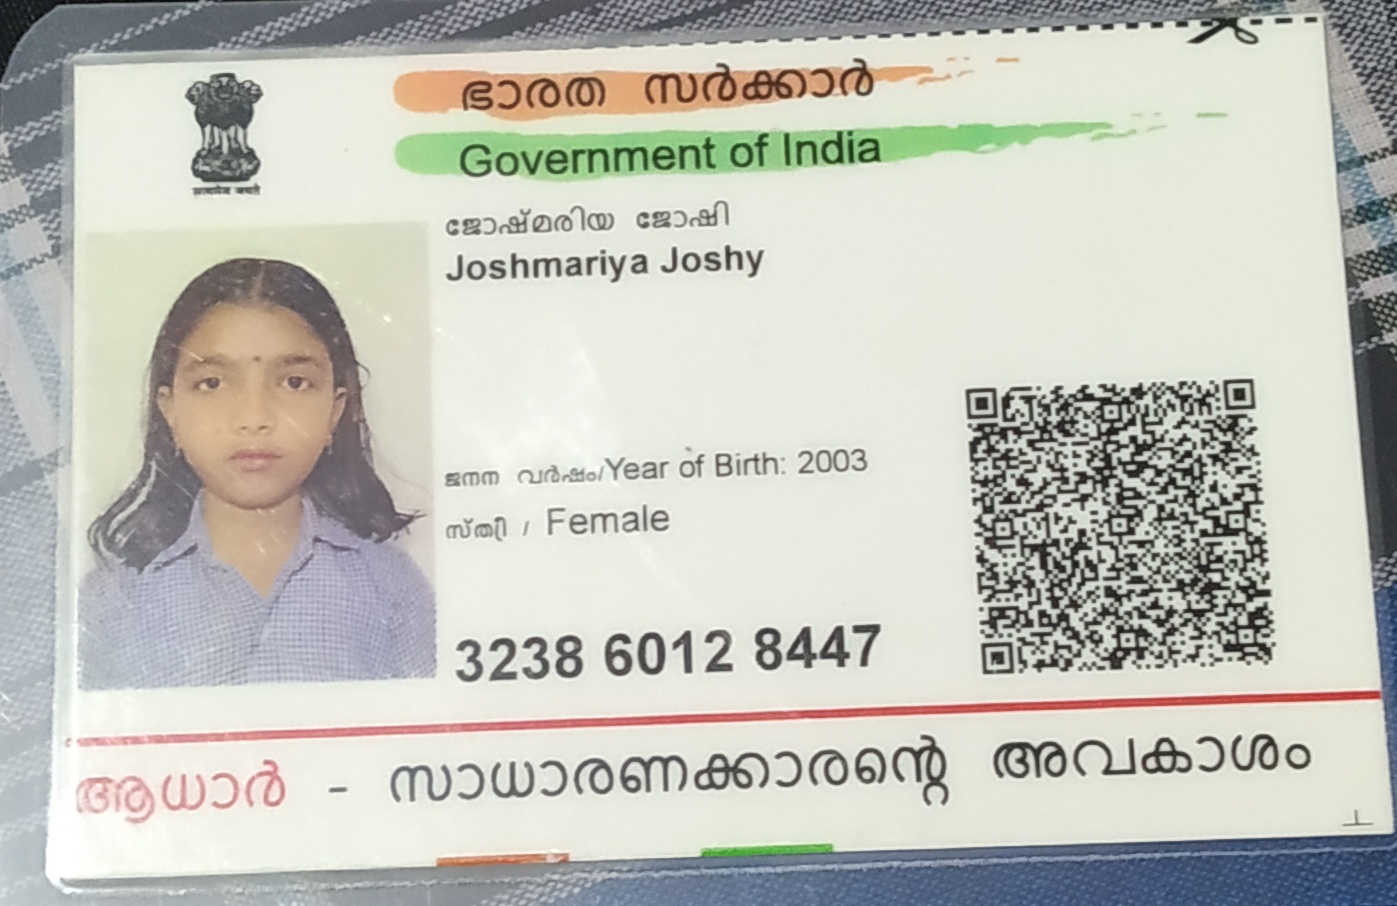 ഭാരത സർക്കാർ
Government of India
सत्यमेव जयते
ജോഷ്മരിയ ജോഷി
Joshmariya Joshy
ജനന വർഷം/Year of Birth: 2003
സ്ത്രീ / Female
3238 6012 8447
ആധാർ - സാധാരണക്കാരന്റെ അവകാശം